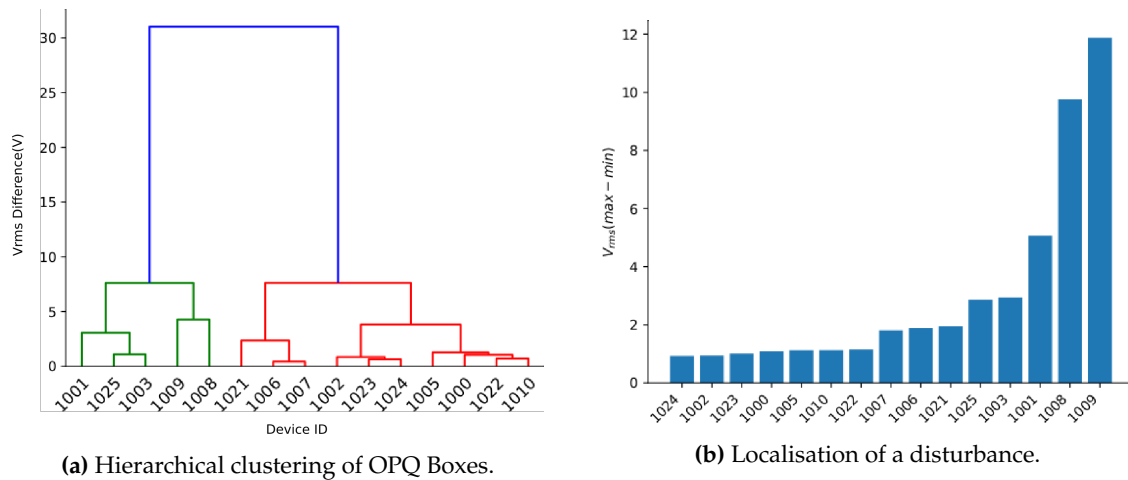 30
25
20
15
10
5
0
Vrms Difference(V)
1001 1025 1003 1009 1008 1021 1006 1007 1002 1023 1024 1005 1000 1022 1010
Device ID
(a) Hierarchical clustering of OPQ Boxes.
12
10
8
6
4
2
0
Vrms(max − min)
1024 1002 1023 1000 1005 1010 1022 1007 1006 1021 1025 1003 1001 1008 1009
(b) Localisation of a disturbance.